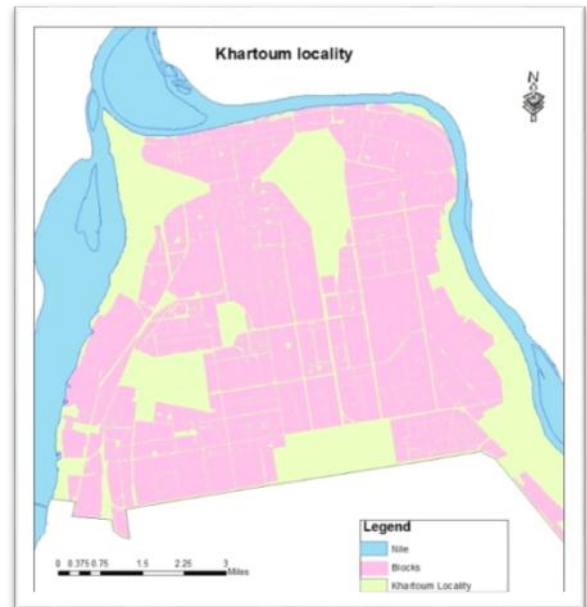 Khartoum locality
N
Legend
Nile
Blocks
Khartoum Locality
0 0.375 0.75 1.5 2.25 3
Miles